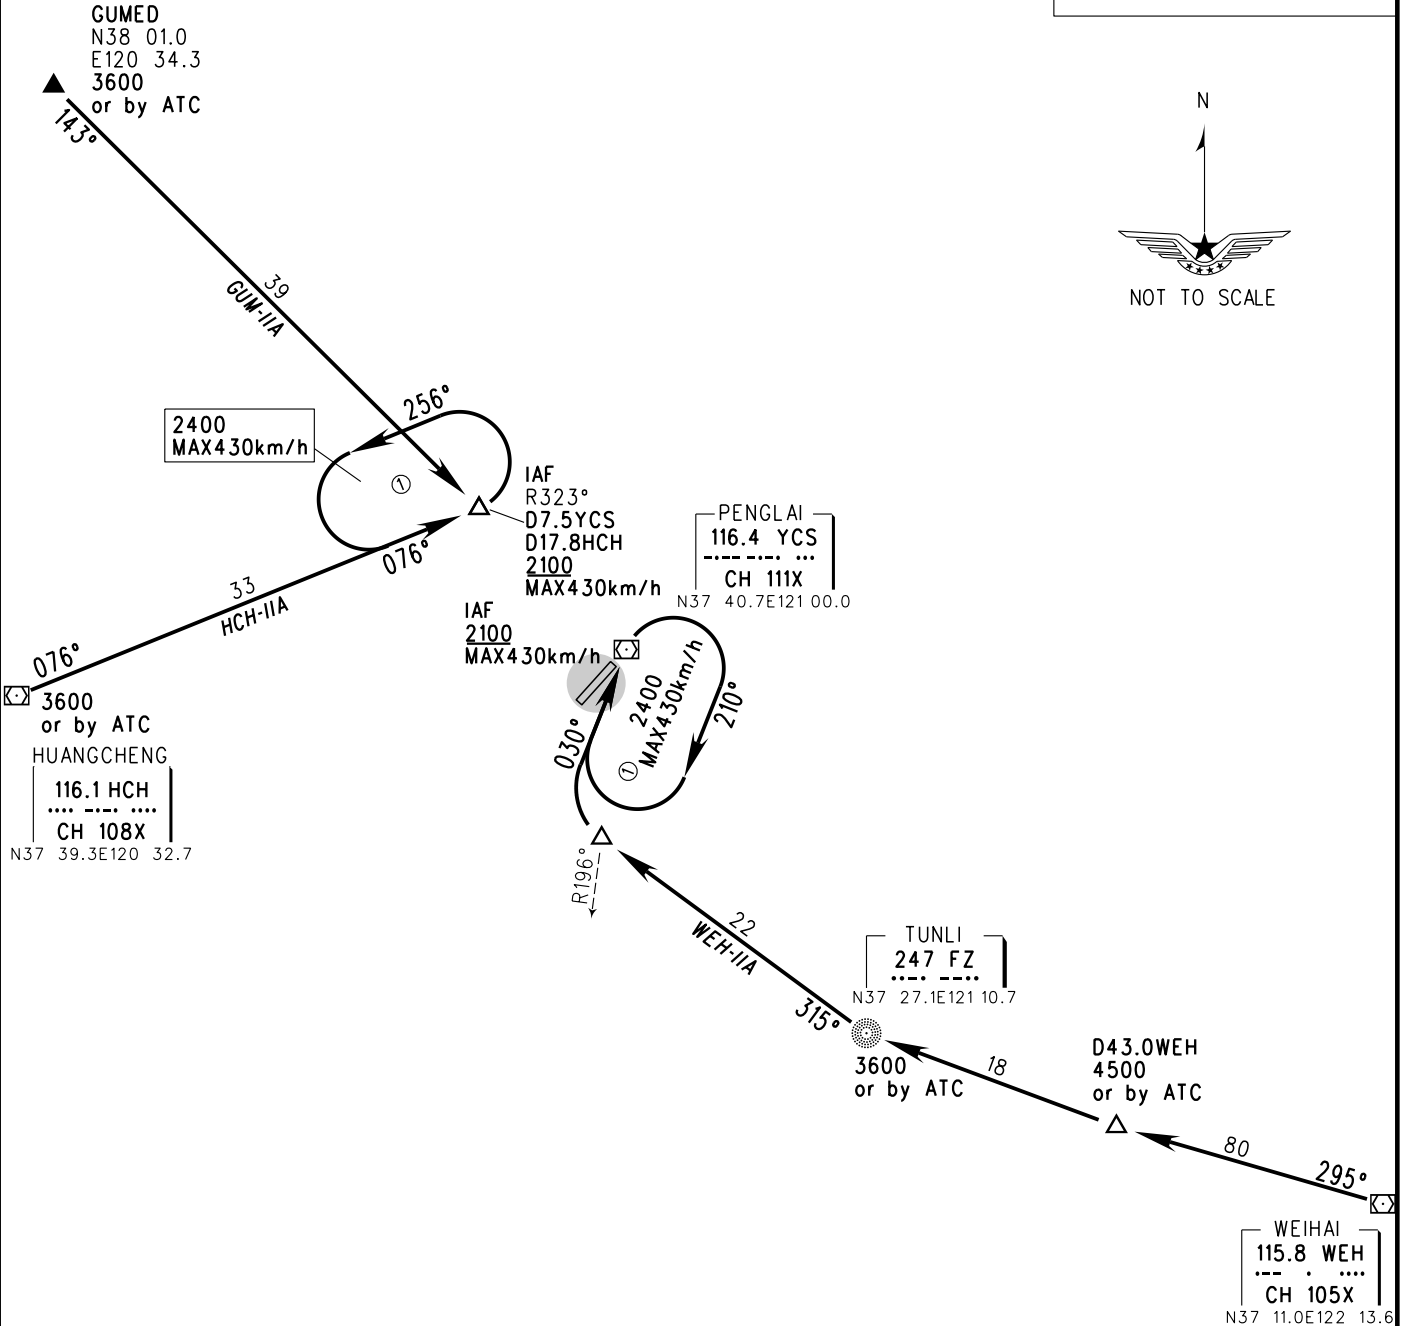 GUMED
N38 01.0
E120 34.3
3600
or by ATC
143°
N
NOT TO SCALE
39
GUM-11A
256°
2400
MAX430km/h
①
IAF
R323°
D7.5YCS
D17.8HCH
2100
MAX430km/h
076°
33
HCH-11A
076°
3600
or by ATC
HUANGCHENG
116.1 HCH
CH 108X
N37 39.3E120 32.7
PENGLAI
116.4 YCS
CH 111X
N37 40.7E121 00.0
IAF
2100
MAX430km/h
2400
MAX430km/h
①
210°
030°
R196°
22
WEH-11A
315°
TUNLI
247 FZ
N37 27.1E121 10.7
3600
or by ATC
18
D43.0WEH
4500
or by ATC
80
295°
WEIHAI
115.8 WEH
CH 105X
N37 11.0E122 13.6